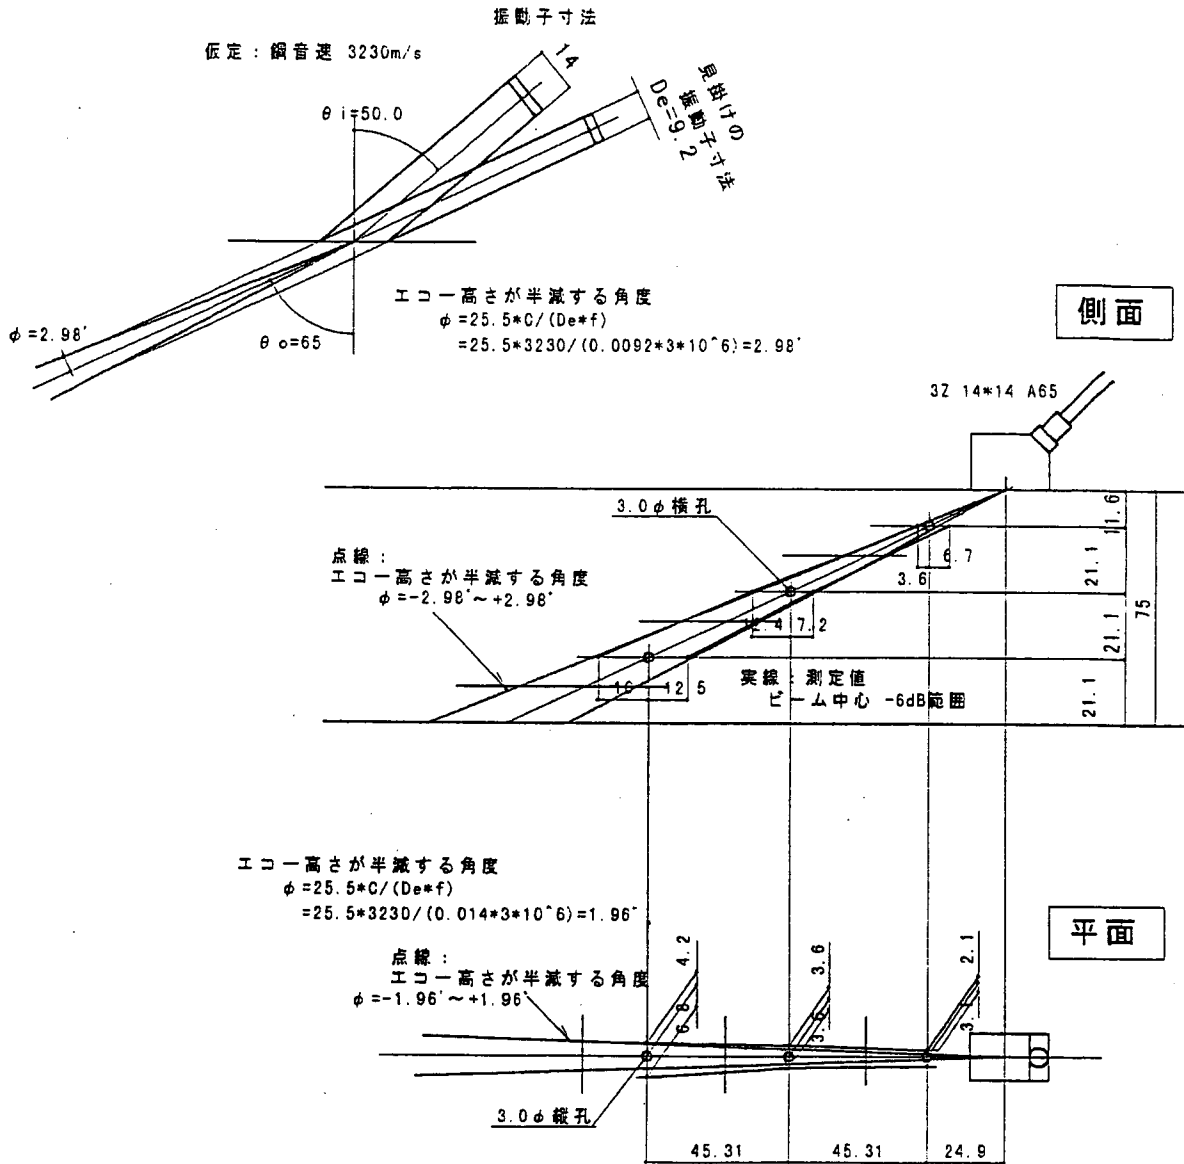 振動子寸法
仮定：鋼音速 3230m/s
14
θi=50.0
見掛けの
振動子寸法
De=9.2
エコー高さが半減する角度
φ=25.5*C/(De*f)
=25.5*3230/(0.0092*3*10^6)=2.98°
φ=2.98°
θo=65
側面
3Z 14*14 A65
3.0φ横孔
11.6
6.7
3.6
21.1
点線：
エコー高さが半減する角度
φ=-2.98°～+2.98°
75
12.4
7.2
21.1
16
12.5
実線：測定値
ビーム中心 -6dB範囲
21.1
エコー高さが半減する角度
φ=25.5*C/(De*f)
=25.5*3230/(0.014*3*10^6)=1.96°
平面
点線：
エコー高さが半減する角度
φ=-1.96°～+1.96°
4.2
6.8
3.6
3.6
2.1
3.0φ縦孔
45.31
45.31
24.9